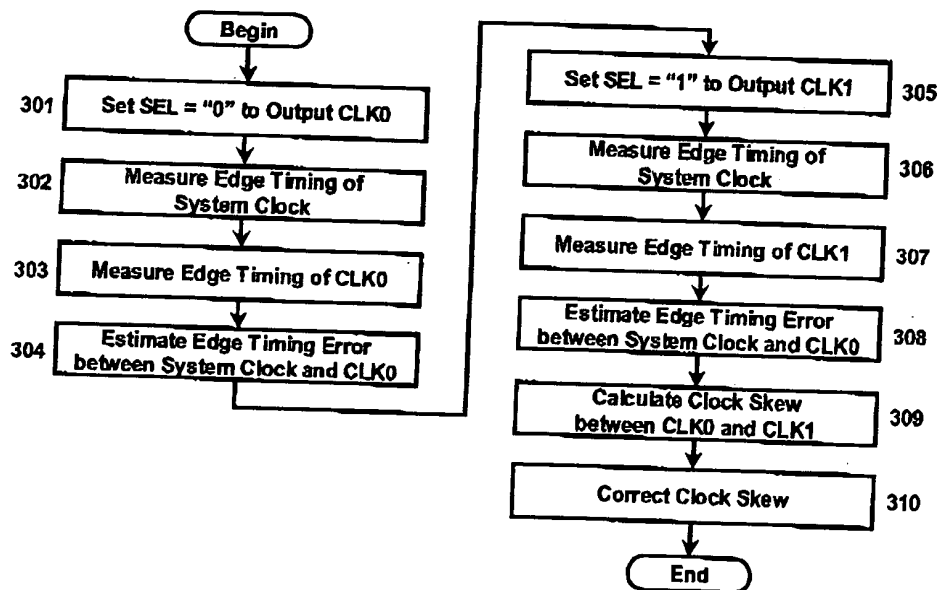 Begin
301
Set SEL = "0" to Output CLK0
302
Measure Edge Timing of
System Clock
303
Measure Edge Timing of CLK0
304
Estimate Edge Timing Error
between System Clock and CLK0
Set SEL = "1" to Output CLK1
305
Measure Edge Timing of
System Clock
306
Measure Edge Timing of CLK1
307
Estimate Edge Timing Error
between System Clock and CLK0
308
Calculate Clock Skew
between CLK0 and CLK1
309
Correct Clock Skew
310
End